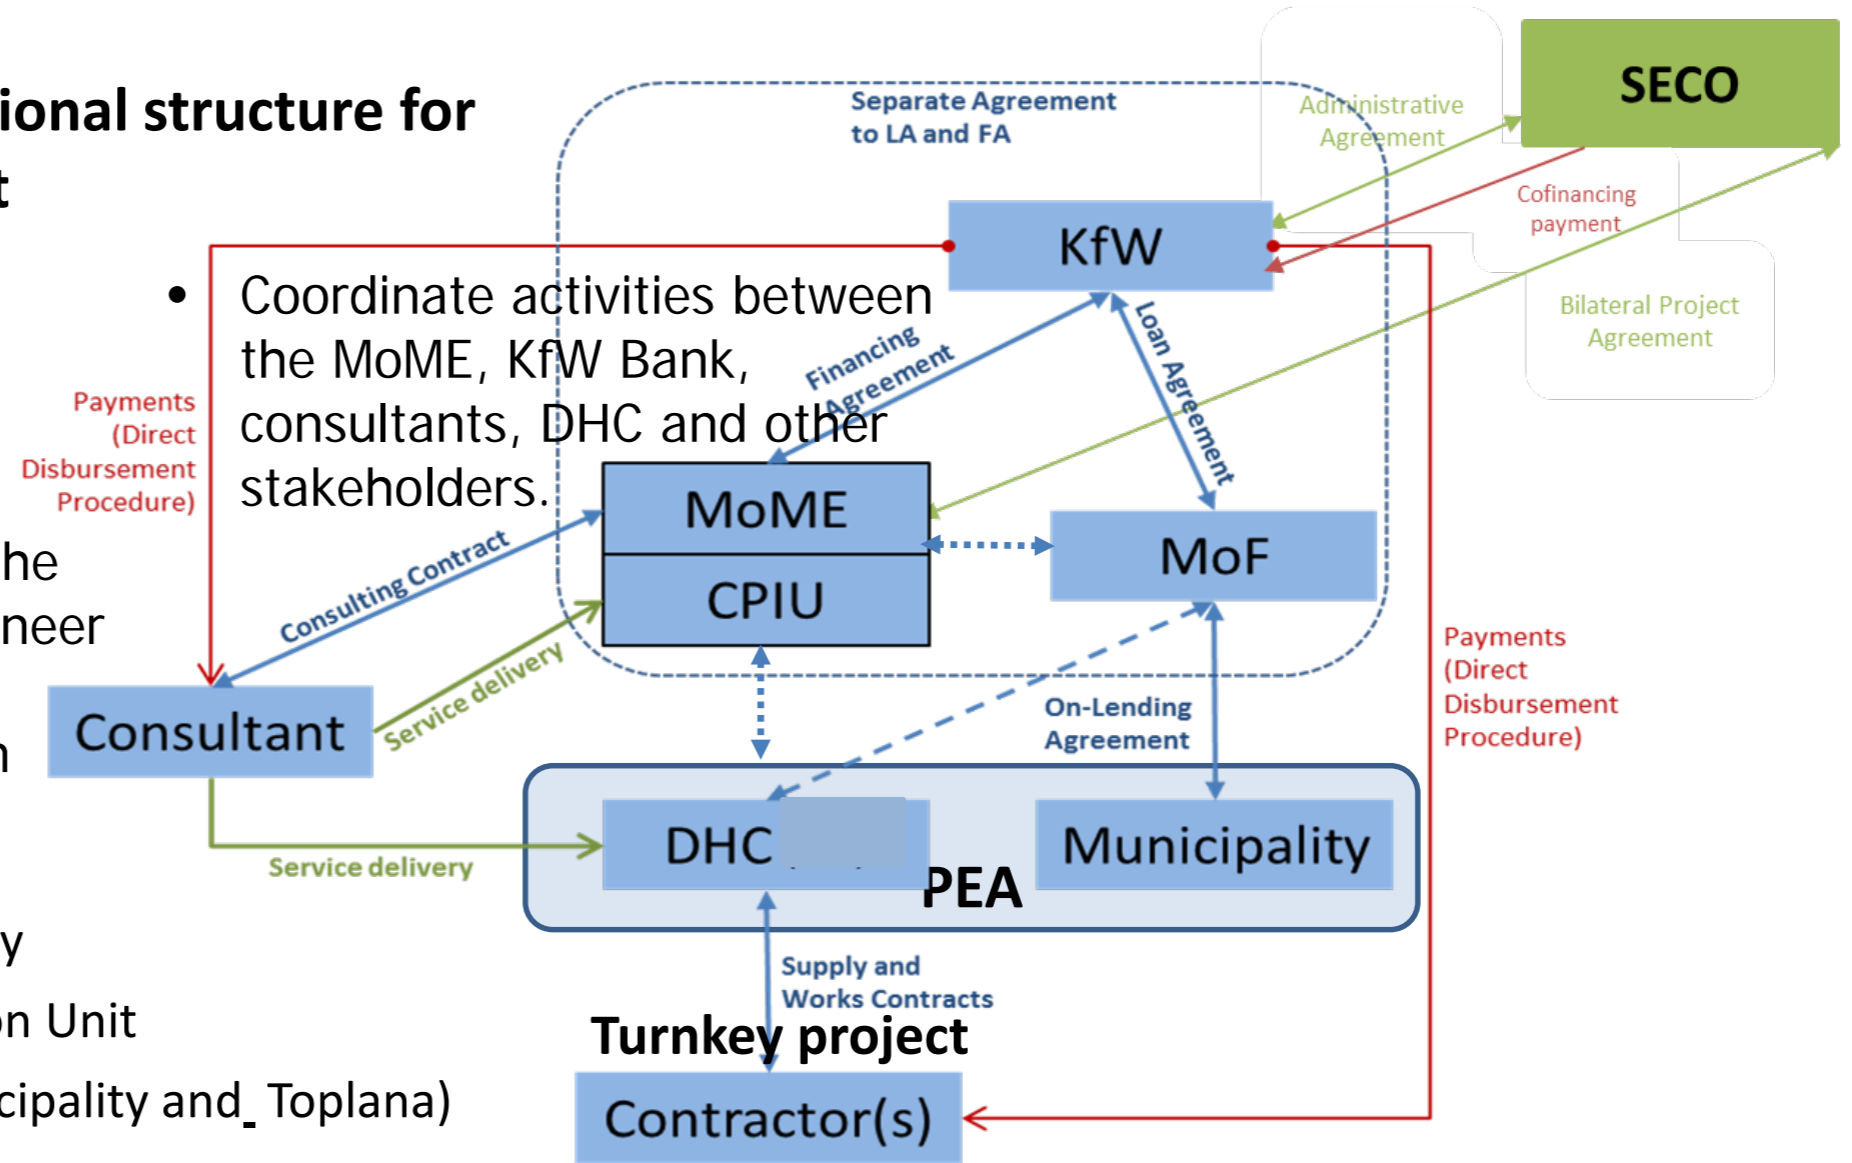 ional structure for
t
SECO
Separate Agreement
to LA and FA
Administrative
Agreement
Cofinancing
payment
KfW
Bilateral Project
Agreement
• Coordinate activities between
the MoME, KfW Bank,
consultants, DHC and other
stakeholders.
Financing
Agreement
Loan Agreement
Payments
(Direct
Disbursement
Procedure)
MoME
CPIU
MoF
Consulting Contract
Service delivery
he
neer
n
Consultant
On-Lending
Agreement
Payments
(Direct
Disbursement
Procedure)
Service delivery
DHC
PEA
Municipality
y
on Unit
cipality and_ Toplana)
Supply and
Works Contracts
Turnkey project
Contractor(s)